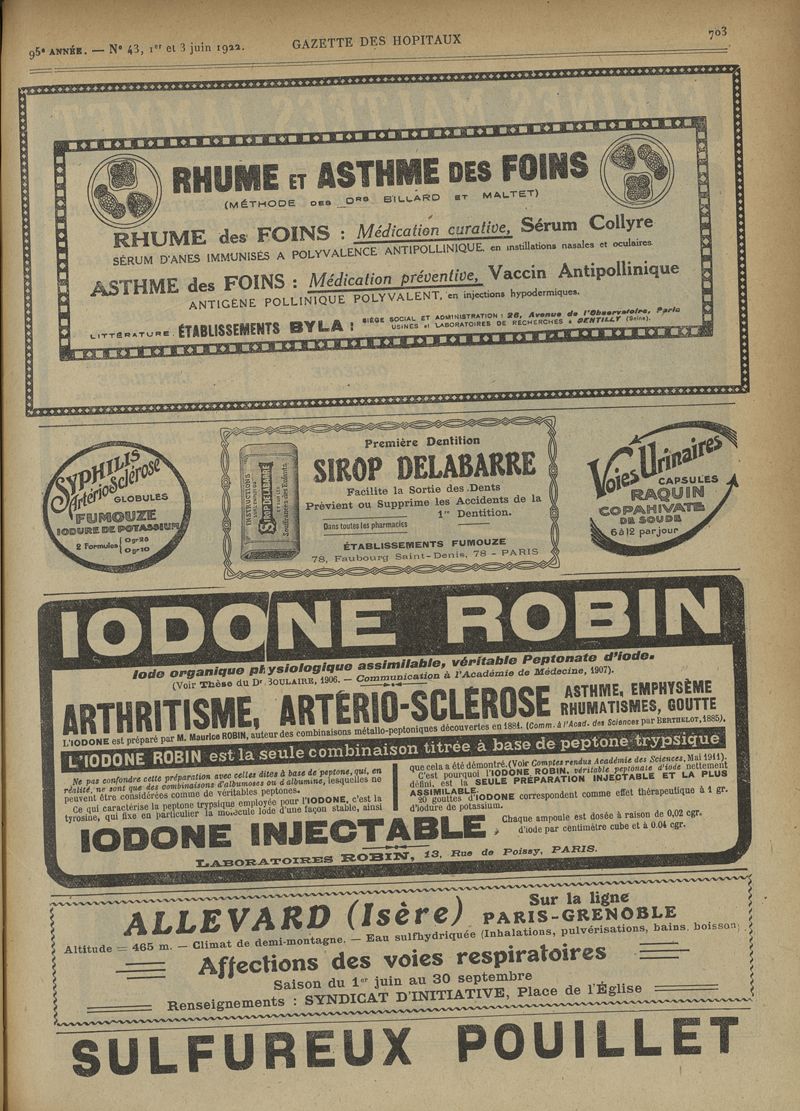 95e ANNÉE. — N° 43, 1er et 3 juin 1922.
GAZETTE DES HOPITAUX
703
RHUME ET ASTHME DES FOINS
(MÉTHODE DES DRS BILLARD ET MALTET)
RHUME des FOINS : Médication curative, Sérum Collyre
SÉRUM D'ANES IMMUNISÉS A POLYVALENCE ANTIPOLLINIQUE, en instillations nasales et oculaires
ASTHME des FOINS : Médication préventive, Vaccin Antipollinique
ANTIGÈNE POLLINIQUE POLYVALENT, en injections hypodermiques.
LITTÉRATURE. ÉTABLISSEMENTS BYLA :
SIÈGE SOCIAL ET ADMINISTRATION : 26, Avenue de l'Observatoire, Paris
USINES et LABORATOIRES DE RECHERCHES à GENTILLY (Seine).
SYPHILIS
ArtérioSclérose
GLOBULES
FUMOUZE
IODURE DE POTASSIUM
2 Formules { 0gr25
0gr10
INSTRUCTIONS
SIROP DELABARRE
Souffrances des Enfants
Première Dentition
SIROP DELABARRE
Facilite la Sortie des Dents
Prévient ou Supprime les Accidents de la
1re Dentition.
Dans toutes les pharmacies
ÉTABLISSEMENTS FUMOUZE
78, Faubourg Saint-Denis, 78 - PARIS
Voies Urinaires
CAPSULES
RAQUIN
COPAHIVATE
DE SOUDE
6 à 12 par jour
IODONE ROBIN
Iode organique physiologique assimilable, véritable Peptonate d'iode.
(Voir Thèse du Dr BOULAIRE, 1906. — Communication à l'Académie de Médecine, 1907).
ARTHRITISME, ARTÉRIO-SCLÉROSE
ASTHME, EMPHYSÈME
RHUMATISMES, GOUTTE
L'IODONE est préparé par M. Maurice ROBIN, auteur des combinaisons métallo-peptoniques découvertes en 1881. (Comm. à l'Acad. des Sciences par BERTHELOT, 1885).
L'IODONE ROBIN est la seule combinaison titrée à base de peptone trypsique
Ne pas confondre cette préparation avec celles dites à base de peptone, qui, en
réalité, ne sont que des combinaisons d'albumoses ou d'albumine, lesquelles ne
peuvent être considérées comme de véritables peptones.
Ce qui caractérise la peptone trypsique employée pour l'IODONE, c'est la
tyrosine, qui fixe en particulier la molécule iode d'une façon stable, ainsi
que cela a été démontré. (Voir Comptes rendus Académie des Sciences, Mai 1911).
C'est pourquoi l'IODONE ROBIN, véritable peptonate d'iode nettement
défini, est la SEULE PRÉPARATION INJECTABLE ET LA PLUS
ASSIMILABLE.
20 gouttes d'IODONE correspondent comme effet thérapeutique à 1 gr.
d'iodure de potassium.
IODONE INJECTABLE,
Chaque ampoule est dosée à raison de 0,02 cgr.
d'iode par centimètre cube et à 0.04 cgr.
LABORATOIRES ROBIN, 13, Rue de Poissy, PARIS.
ALLEVARD (Isère)
Sur la ligne
PARIS-GRENOBLE
Altitude = 465 m. — Climat de demi-montagne. — Eau sulfhydriquée (Inhalations, pulvérisations, bains, boisson)
Affections des voies respiratoires
Saison du 1er juin au 30 septembre
Renseignements : SYNDICAT D'INITIATIVE, Place de l'Église
SULFUREUX POUILLET